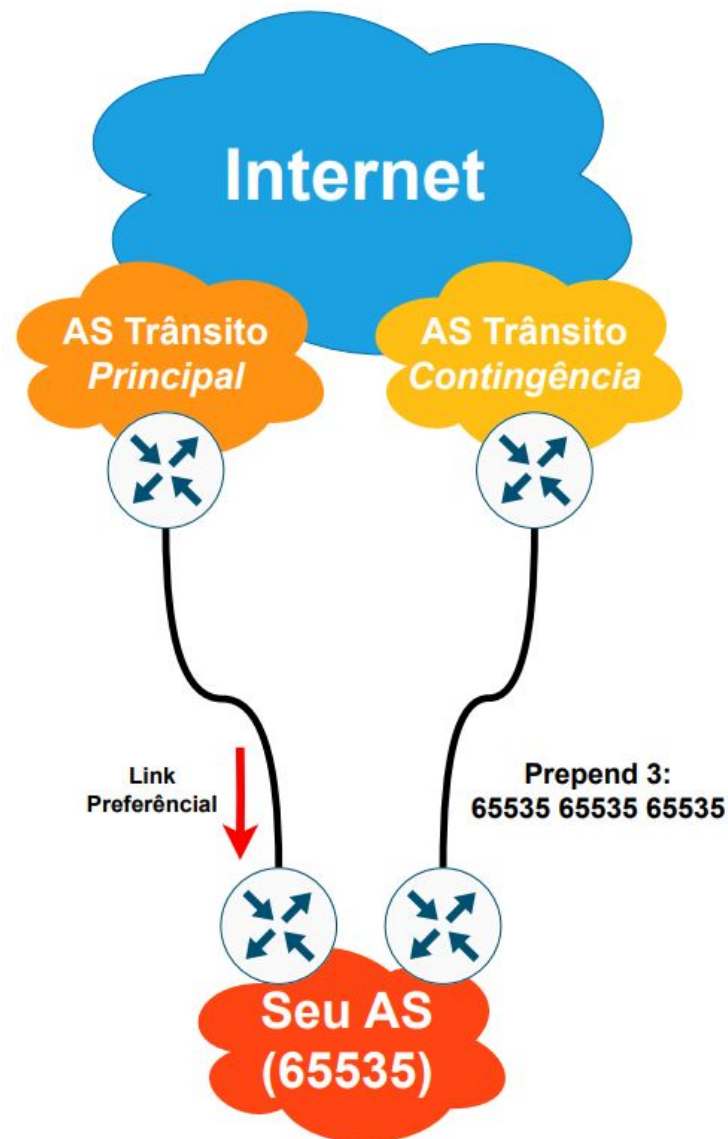 Internet
AS Trânsito
Principal
AS Trânsito
Contingência
Link
Preferêncial
Prepend 3:
65535 65535 65535
Seu AS
(65535)